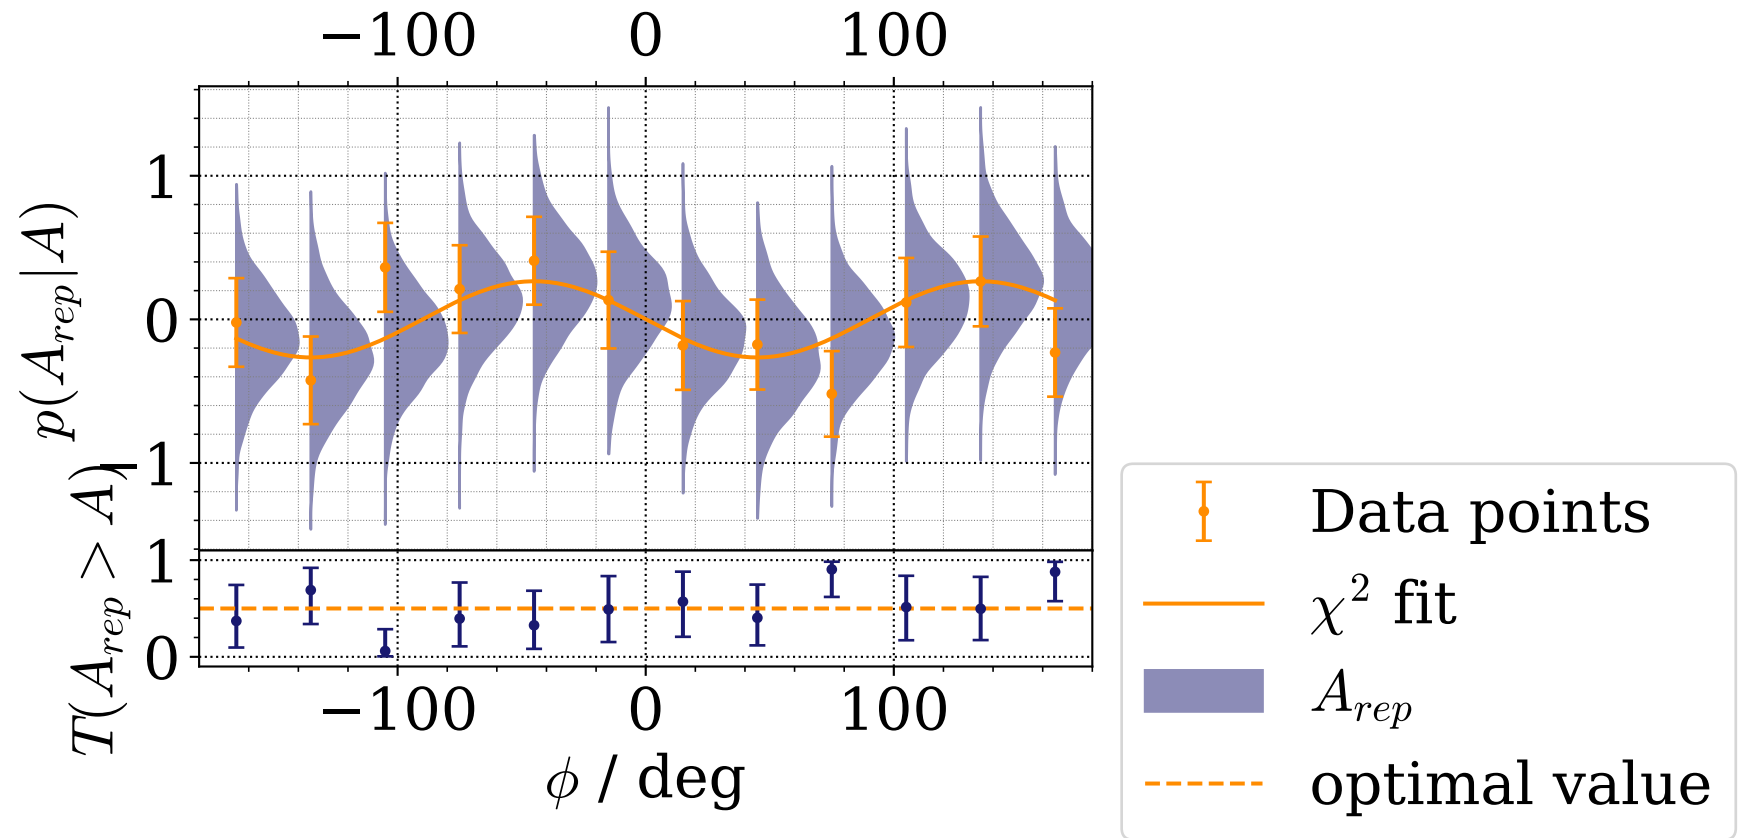 −100 0 100
p(A_rep|A)
1
0
−1
T(A_rep > A)
1
0
−100 0 100
ϕ / deg
Data points
χ² fit
A_rep
optimal value